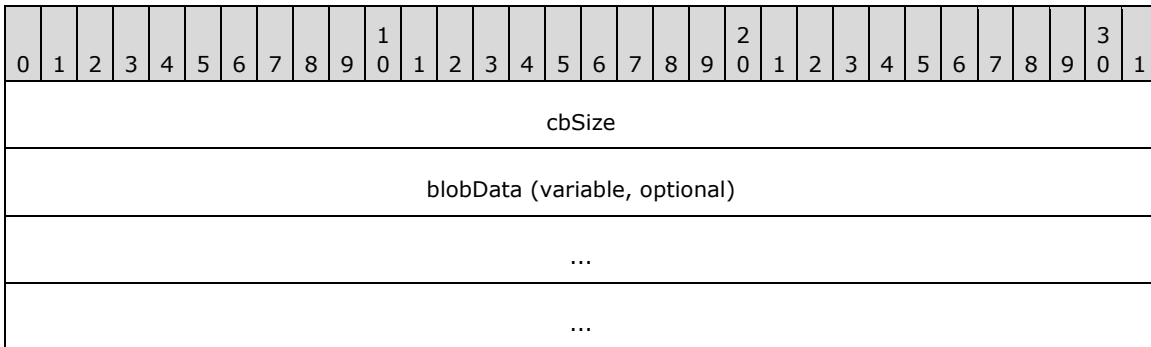 1 2 3
0 1 2 3 4 5 6 7 8 9 0 1 2 3 4 5 6 7 8 9 0 1 2 3 4 5 6 7 8 9 0 1
cbSize
blobData (variable, optional)
...
...